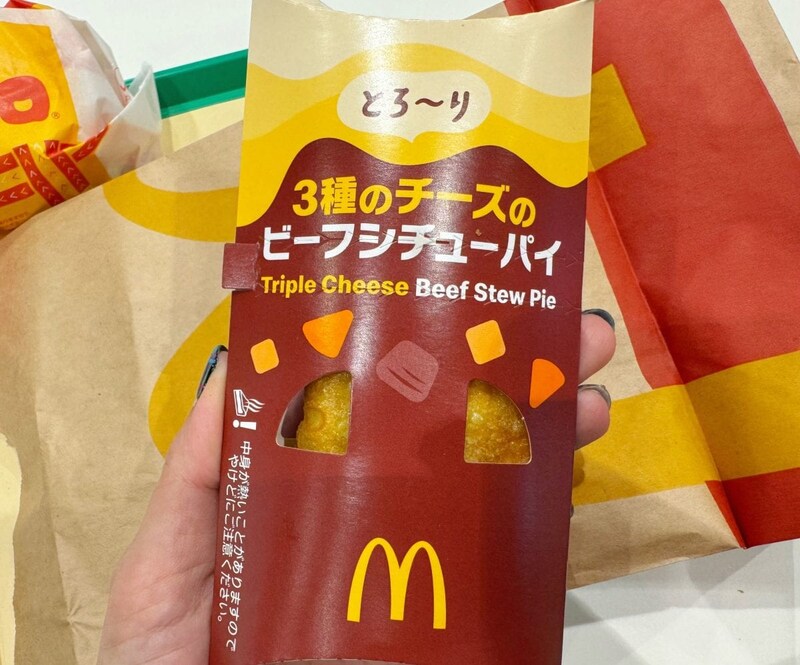 とろ〜り
3種のチーズの
ビーフシチューパイ
Triple Cheese Beef Stew Pie
中身が熱いことがありますので
やけどにご注意ください。